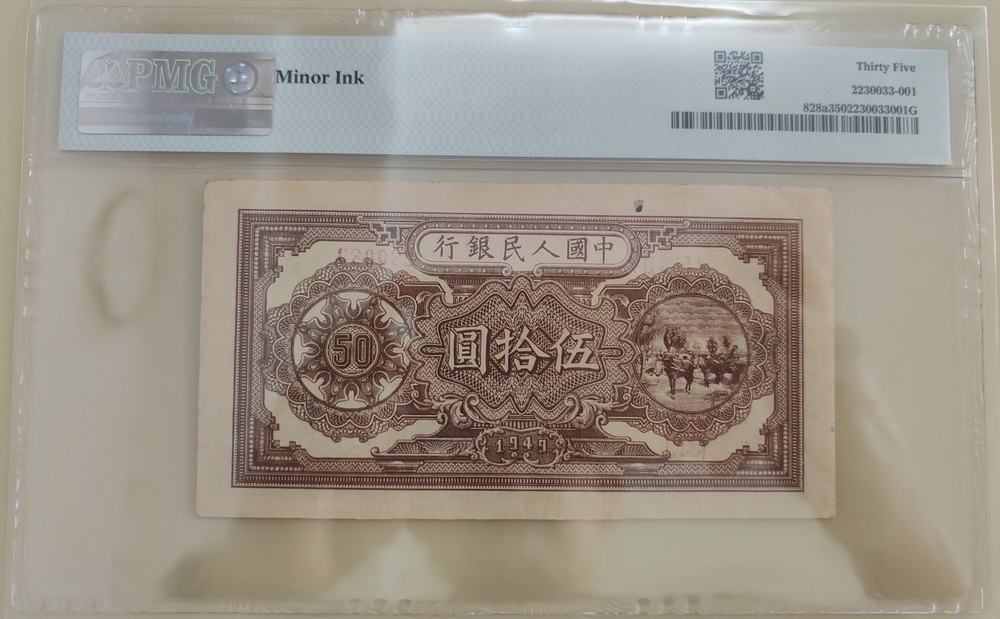 PMG
Minor Ink
Thirty Five
2230033-001
828a3502230033001G
行銀民人國中
50
圓拾伍
1949